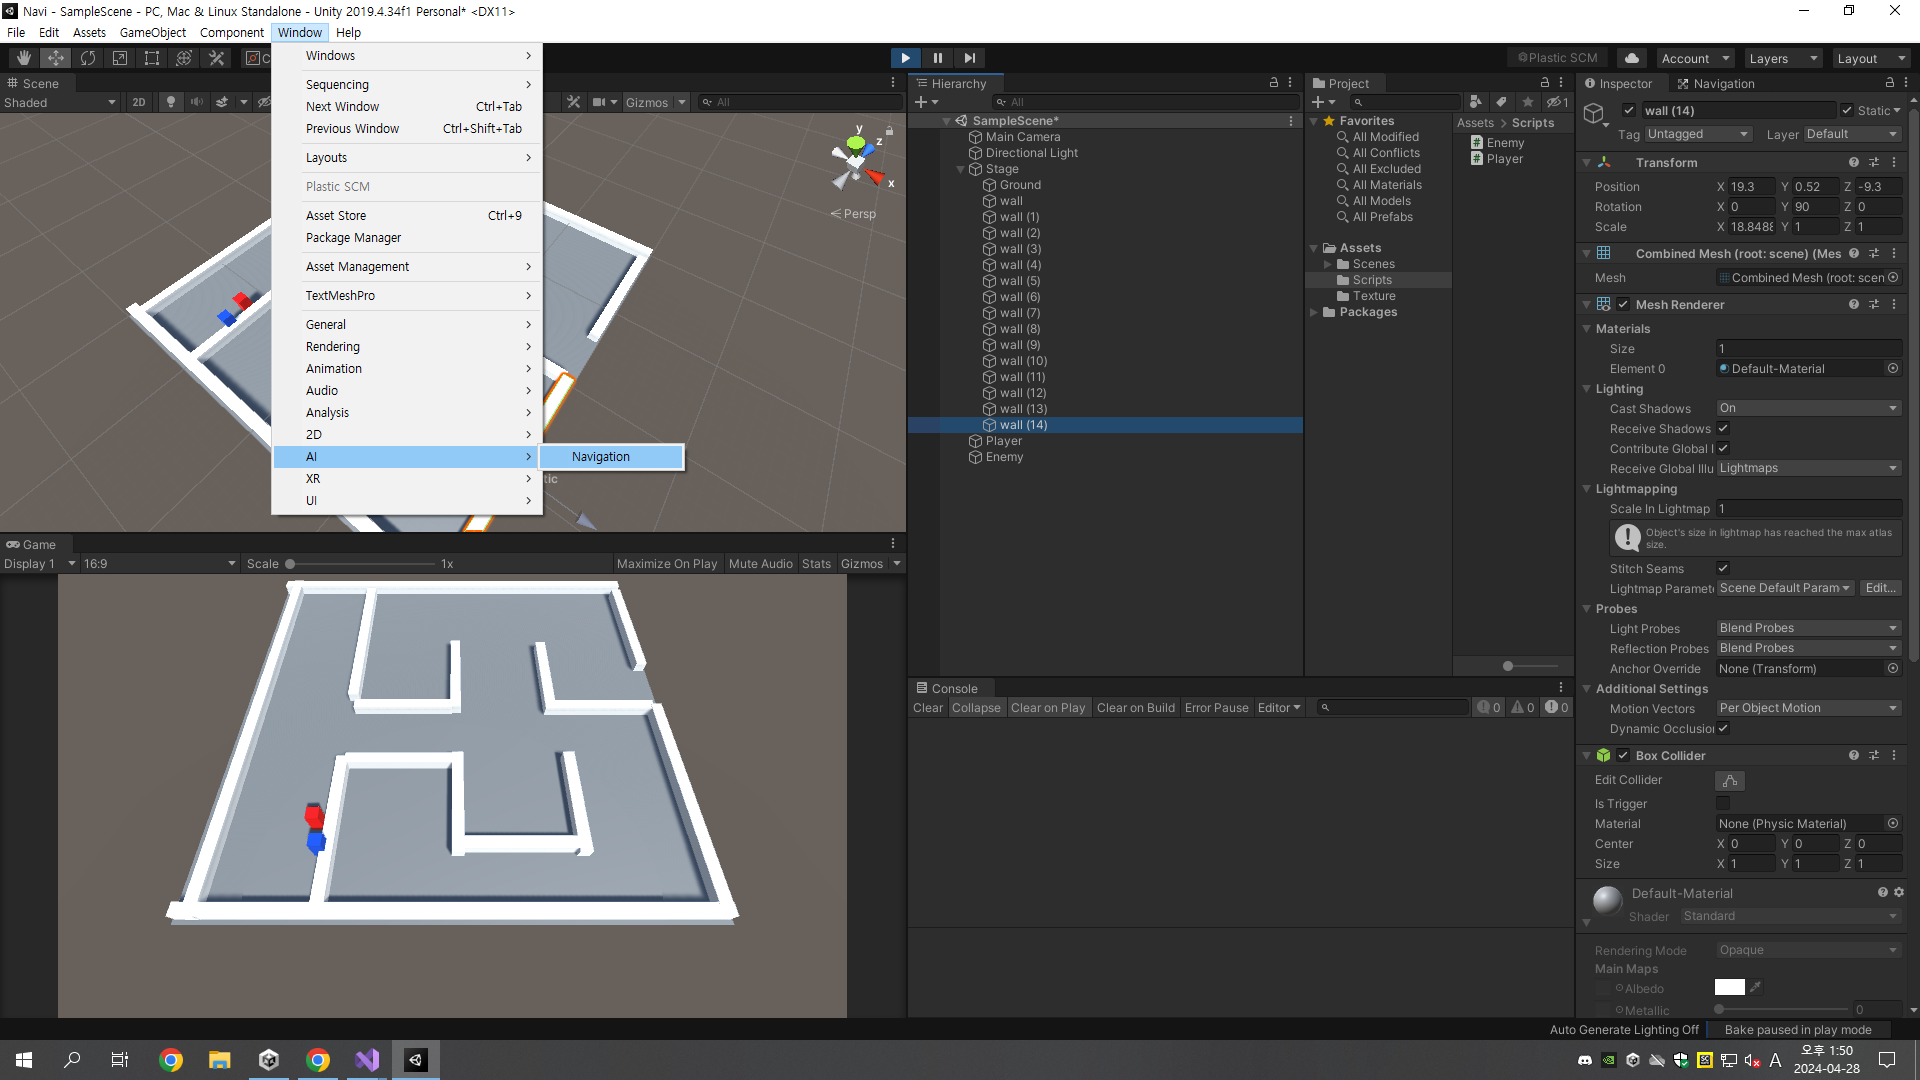 Navi - SampleScene - PC, Mac & Linux Standalone - Unity 2019.4.34f1 Personal* <DX11>
File Edit Assets GameObject Component Window Help
Plastic SCM Account Layers Layout
Scene
Shaded 2D Gizmos All
y
z
x
Persp
Windows
Sequencing
Next Window Ctrl+Tab
Previous Window Ctrl+Shift+Tab
Layouts
Plastic SCM
Asset Store Ctrl+9
Package Manager
Asset Management
TextMeshPro
General
Rendering
Animation
Audio
Analysis
2D
AI
Navigation
XR
UI
Game
Display 1 16:9 Scale 1x Maximize On Play Mute Audio Stats Gizmos
Hierarchy
All
SampleScene*
Main Camera
Directional Light
Stage
Ground
wall
wall (1)
wall (2)
wall (3)
wall (4)
wall (5)
wall (6)
wall (7)
wall (8)
wall (9)
wall (10)
wall (11)
wall (12)
wall (13)
wall (14)
Player
Enemy
Project
1
Favorites
All Modified
All Conflicts
All Excluded
All Materials
All Models
All Prefabs
Assets
Scenes
Scripts
Texture
Packages
Assets > Scripts
Enemy
Player
Console
Clear Collapse Clear on Play Clear on Build Error Pause Editor 0 0 0
Inspector Navigation
wall (14) Static
Tag Untagged Layer Default
Transform
Position X 19.3 Y 0.52 Z -9.3
Rotation X 0 Y 90 Z 0
Scale X 18.8488 Y 1 Z 1
Combined Mesh (root: scene) (Mes
Mesh Combined Mesh (root: scen
Mesh Renderer
Materials
Size 1
Element 0 Default-Material
Lighting
Cast Shadows On
Receive Shadows
Contribute Global I
Receive Global Illu Lightmaps
Lightmapping
Scale In Lightmap 1
Object's size in lightmap has reached the max atlas
size.
Stitch Seams
Lightmap Paramet Scene Default Param Edit...
Probes
Light Probes Blend Probes
Reflection Probes Blend Probes
Anchor Override None (Transform)
Additional Settings
Motion Vectors Per Object Motion
Dynamic Occlusio
Box Collider
Edit Collider
Is Trigger
Material None (Physic Material)
Center X 0 Y 0 Z 0
Size X 1 Y 1 Z 1
Default-Material
Shader Standard
Rendering Mode Opaque
Main Maps
Albedo
Metallic 0
Auto Generate Lighting Off Bake paused in play mode
A
오후 1:50
2024-04-28